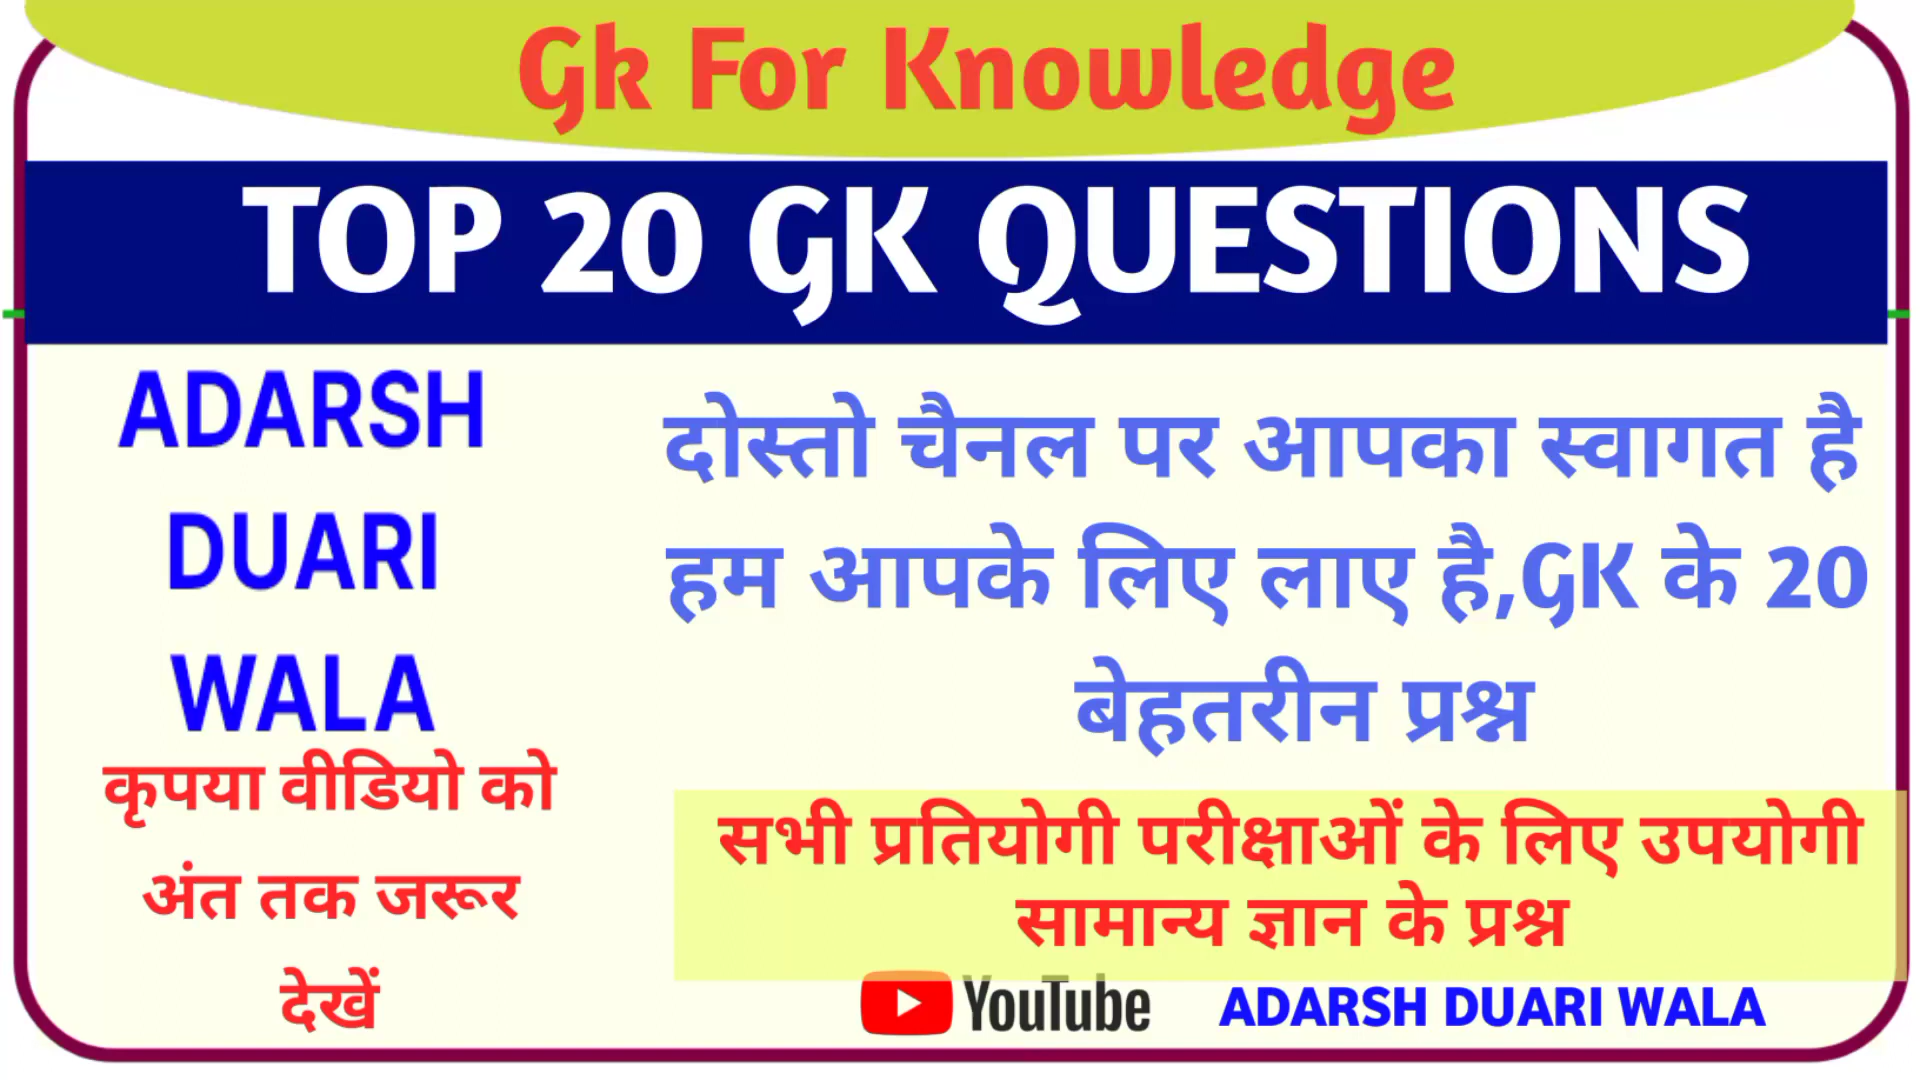 Gk For Knowledge
TOP 20 GK QUESTIONS
ADARSH
DUARI
WALA
कृपया वीडियो को
अंत तक जरूर
देखें
दोस्तो चैनल पर आपका स्वागत है
हम आपके लिए लाए है,GK के 20
बेहतरीन प्रश्न
सभी प्रतियोगी परीक्षाओं के लिए उपयोगी
सामान्य ज्ञान के प्रश्न
YouTube ADARSH DUARI WALA